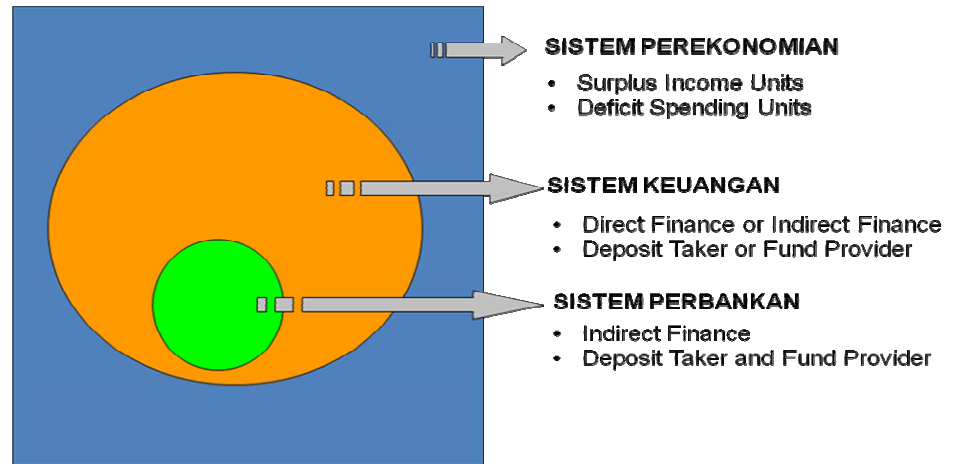 SISTEM PEREKONOMIAN
• Surplus Income Units
• Deficit Spending Units
SISTEM KEUANGAN
• Direct Finance or Indirect Finance
• Deposit Taker or Fund Provider
SISTEM PERBANKAN
• Indirect Finance
• Deposit Taker and Fund Provider